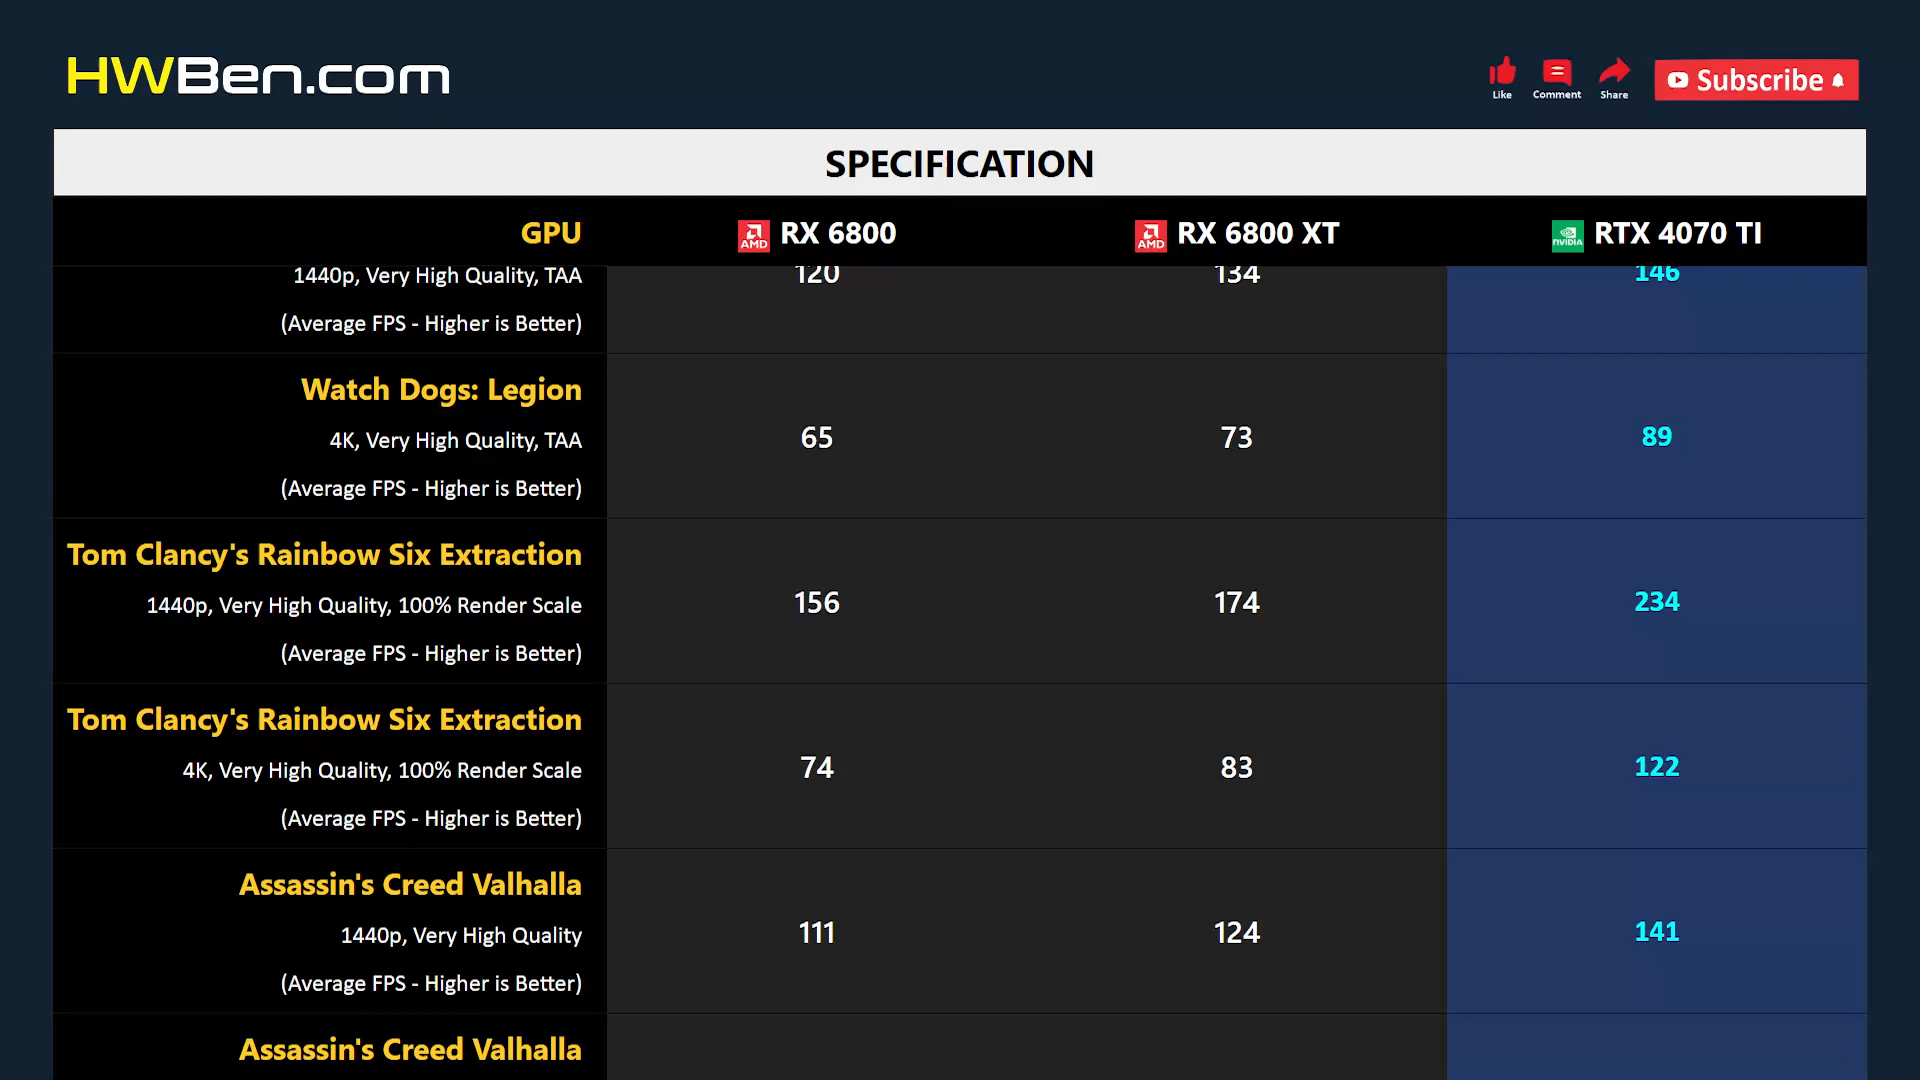 HWBen.com
Like
Comment
Share
Subscribe
SPECIFICATION
GPU
AMD RX 6800
AMD RX 6800 XT
NVIDIA RTX 4070 TI
1440p, Very High Quality, TAA
120
134
146
(Average FPS - Higher is Better)
Watch Dogs: Legion
4K, Very High Quality, TAA
65
73
89
(Average FPS - Higher is Better)
Tom Clancy's Rainbow Six Extraction
1440p, Very High Quality, 100% Render Scale
156
174
234
(Average FPS - Higher is Better)
Tom Clancy's Rainbow Six Extraction
4K, Very High Quality, 100% Render Scale
74
83
122
(Average FPS - Higher is Better)
Assassin's Creed Valhalla
1440p, Very High Quality
111
124
141
(Average FPS - Higher is Better)
Assassin's Creed Valhalla